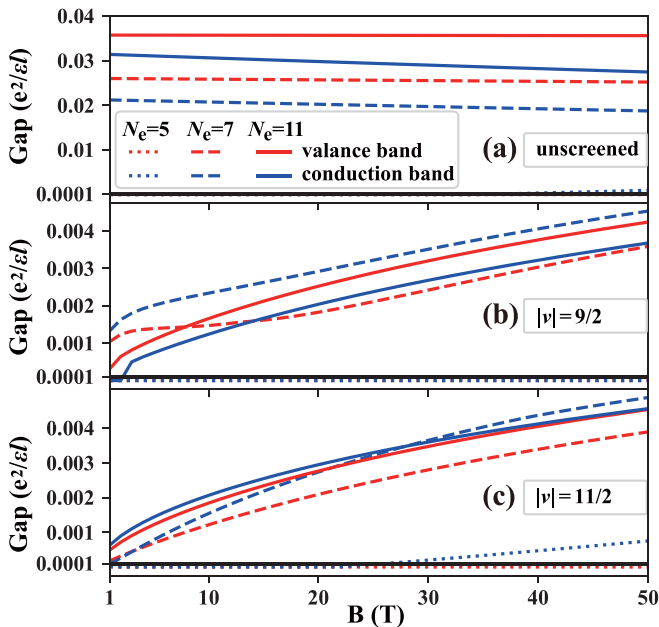 0.04
0.03
0.02
0.01
0.0001
Gap (e²/εl)
Nₑ=5 Nₑ=7 Nₑ=11
valance band
conduction band
(a) unscreened
0.004
0.003
0.002
0.001
0.0001
Gap (e²/εl)
(b) |ν| = 9/2
0.004
0.003
0.002
0.001
0.0001
Gap (e²/εl)
(c) |ν| = 11/2
1 10 20 30 40 50
B (T)